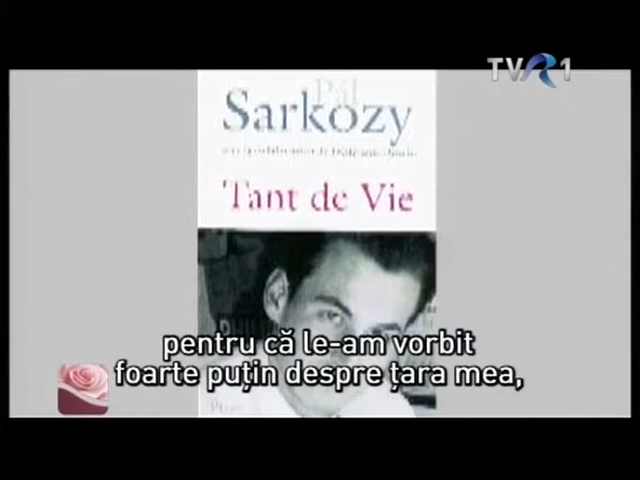 TVR1
Pál
Sarkozy
Tant de Vie
pentru că le-am vorbit
foarte puțin despre țara mea,